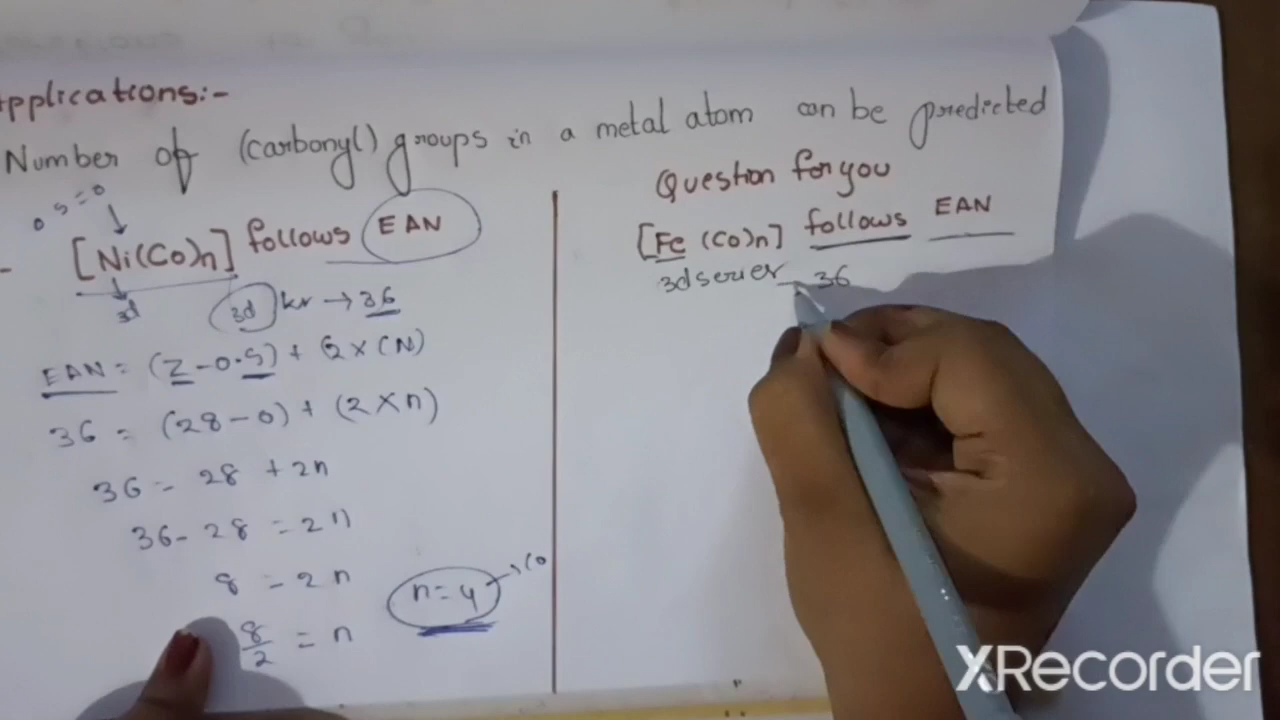 Applications:-
Number of (carbonyl) groups in a metal atom can be predicted
O S = 0
[Ni(Co)n] follows EAN
3d
3d kr → 36
EAN = (Z - O.S) + 2 × (N)
36 = (28 - 0) + (2 × n)
36 = 28 + 2n
36 - 28 = 2n
8 = 2n
8/2 = n
n = 4 → Co
Question for you
[Fe (Co)n] follows EAN
3d series - 36
XRecorder